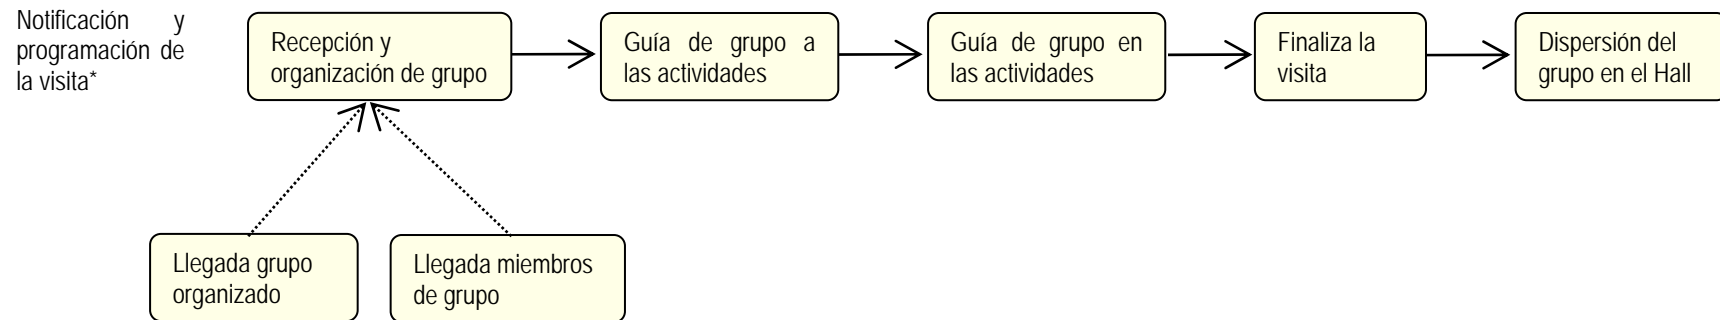 Notificación y
programación de
la visita*
Recepción y
organización de grupo
Guía de grupo a
las actividades
Guía de grupo en
las actividades
Finaliza la
visita
Dispersión del
grupo en el Hall
Llegada grupo
organizado
Llegada miembros
de grupo